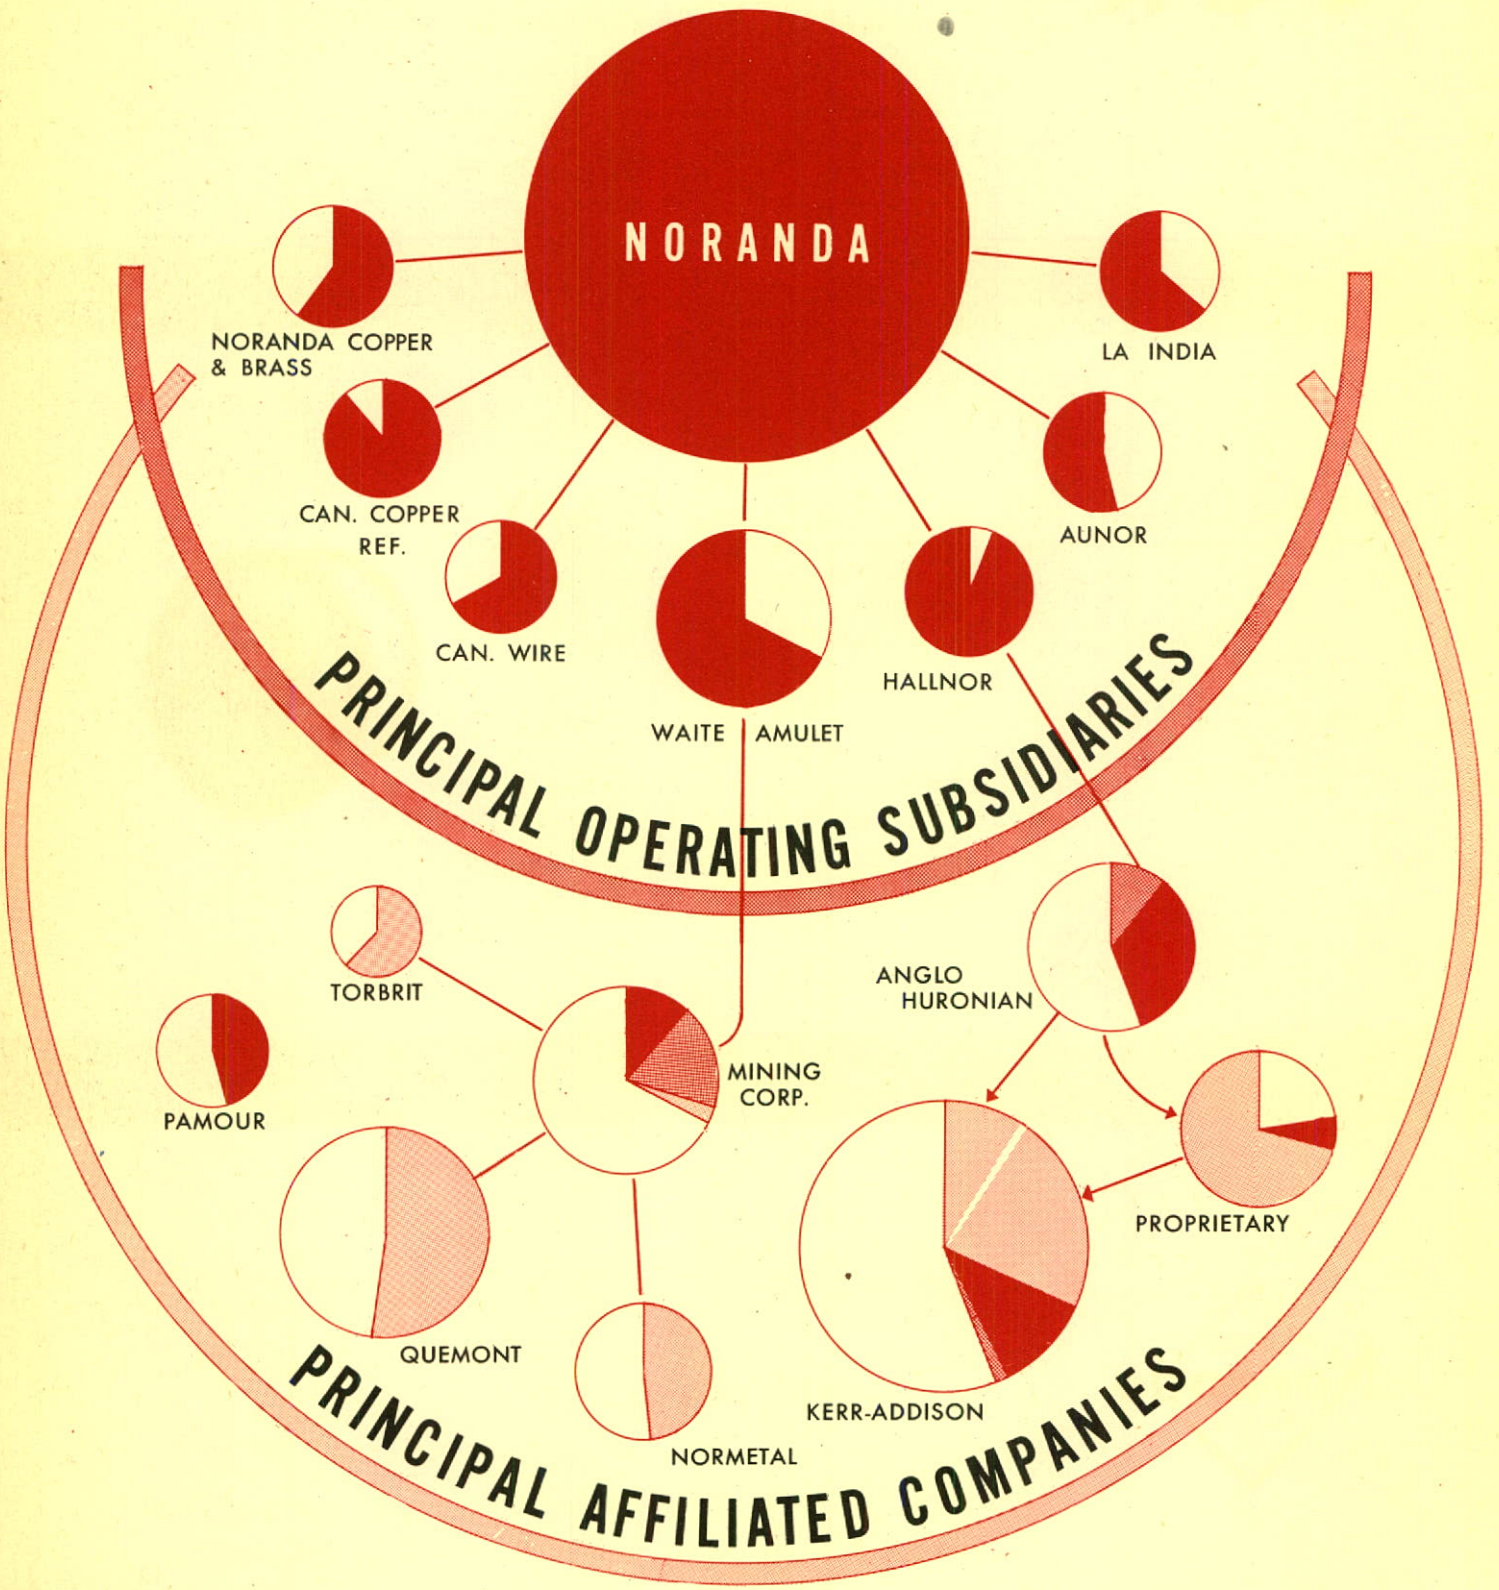 NORANDA
NORANDA COPPER
& BRASS
LA INDIA
CAN. COPPER
REF.
AUNOR
CAN. WIRE
HALLNOR
WAITE AMULET
PRINCIPAL OPERATING SUBSIDIARIES
TORBRIT
ANGLO
HURONIAN
PAMOUR
MINING
CORP.
PROPRIETARY
QUEMONT
KERR-ADDISON
NORMETAL
PRINCIPAL AFFILIATED COMPANIES